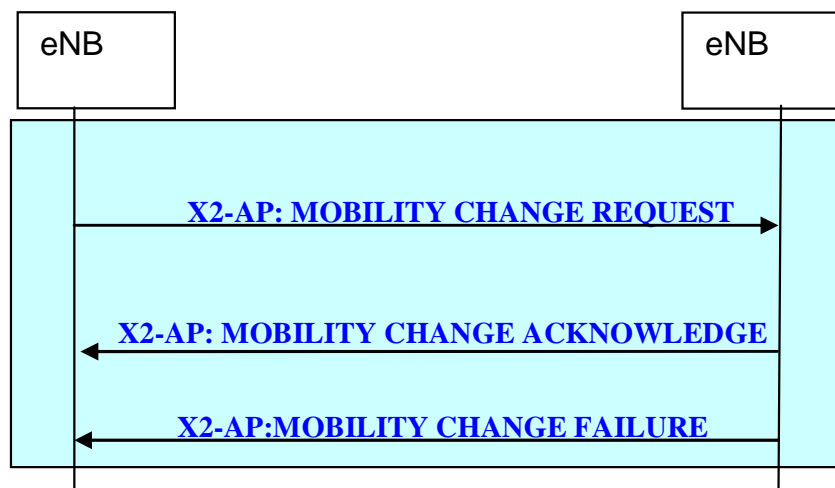 eNB
eNB
X2-AP: MOBILITY CHANGE REQUEST
X2-AP: MOBILITY CHANGE ACKNOWLEDGE
X2-AP:MOBILITY CHANGE FAILURE